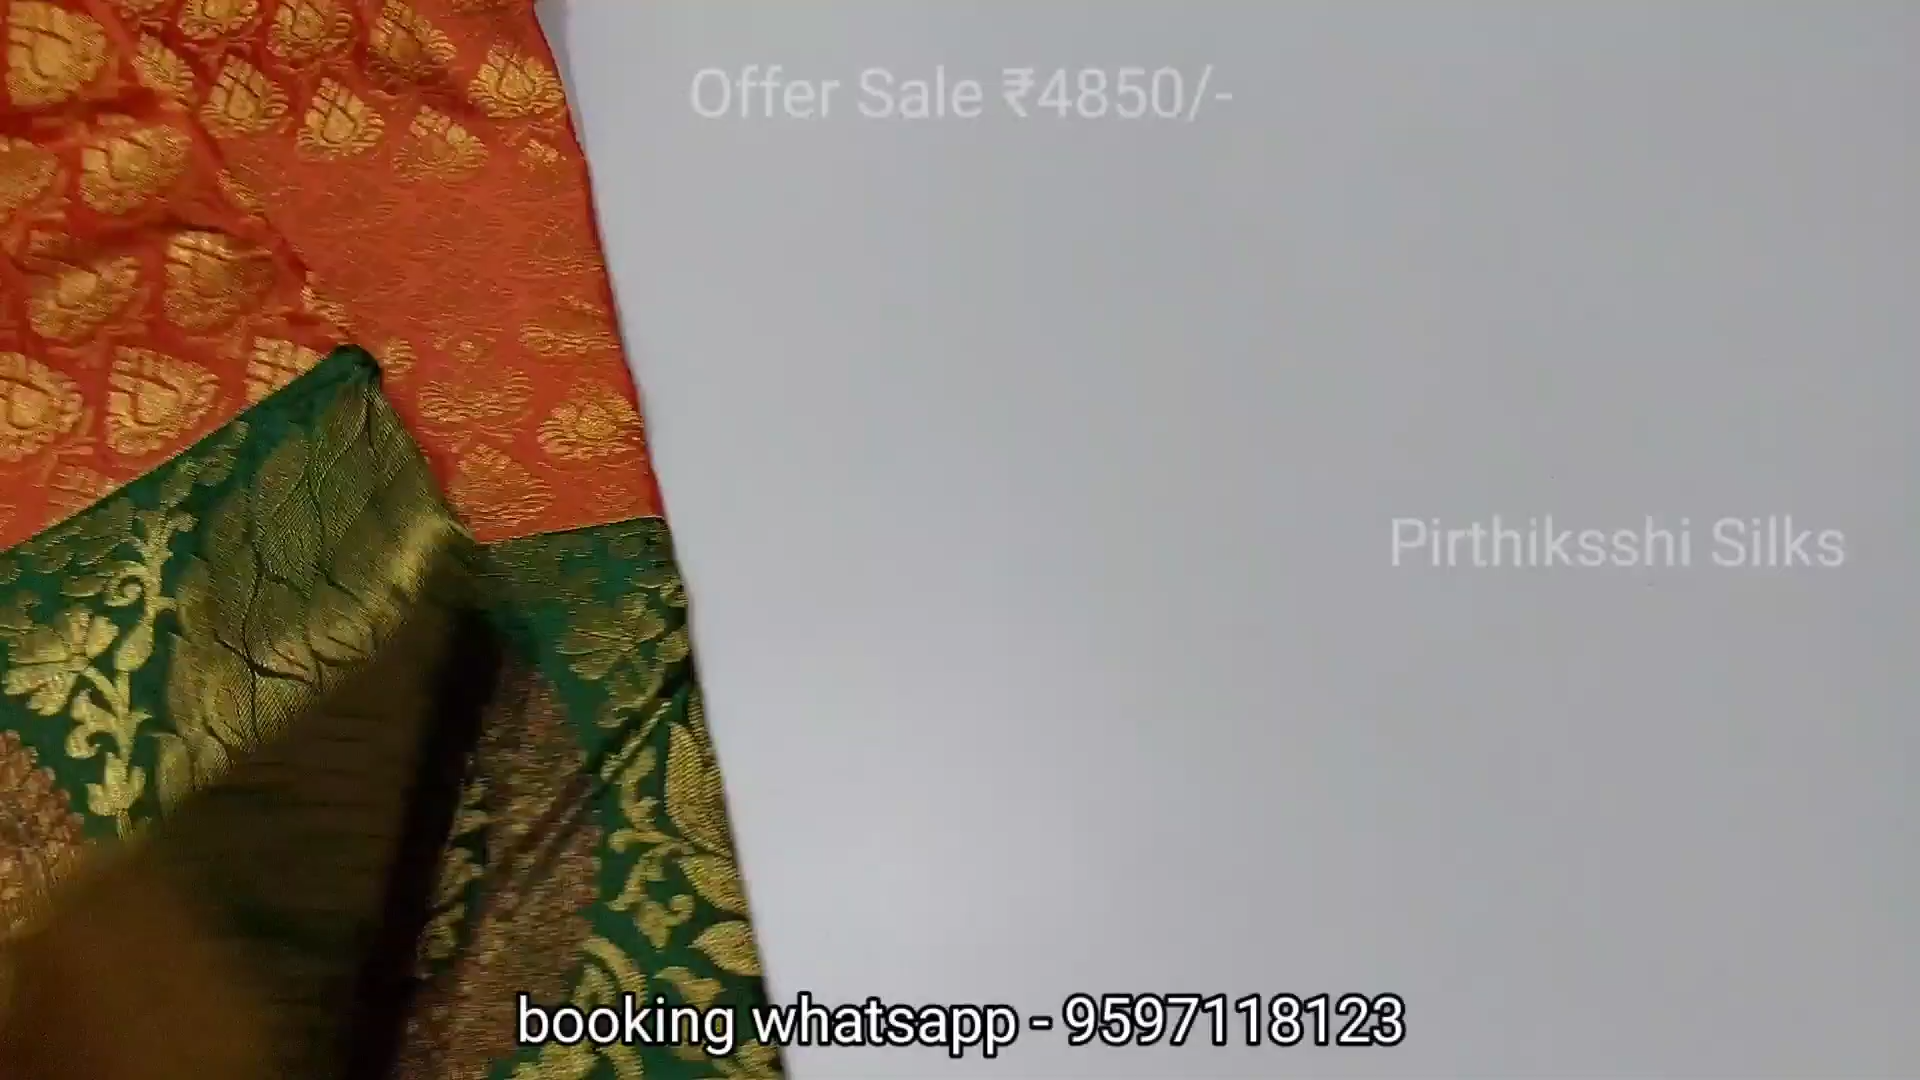 Offer Sale ₹4850/-
Pirthiksshi Silks
booking whatsapp - 9597118123